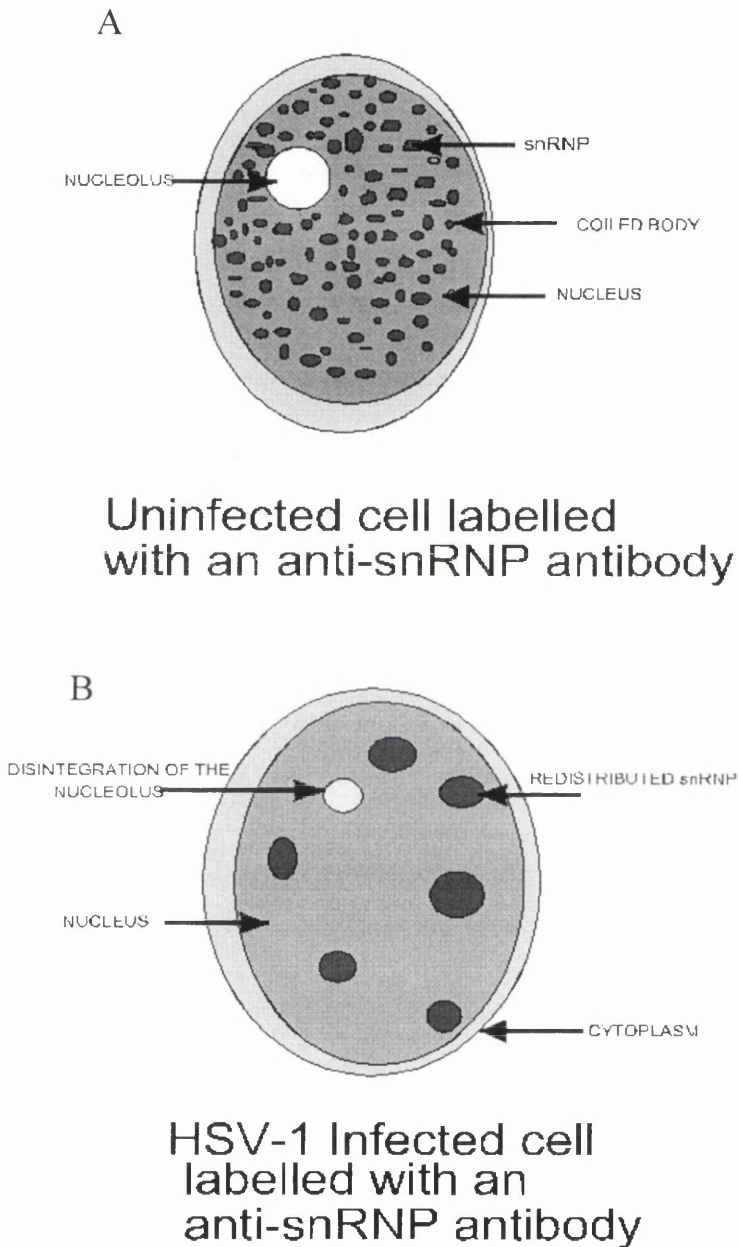 A
snRNP
NUCLEOLUS
COILED BODY
NUCLEUS
Uninfected cell labelled
with an anti-snRNP antibody
B
DISINTEGRATION OF THE
NUCLEOLUS
REDISTRIBUTED snRNP
NUCLEUS
CYTOPLASM
HSV-1 Infected cell
labelled with an
anti-snRNP antibody